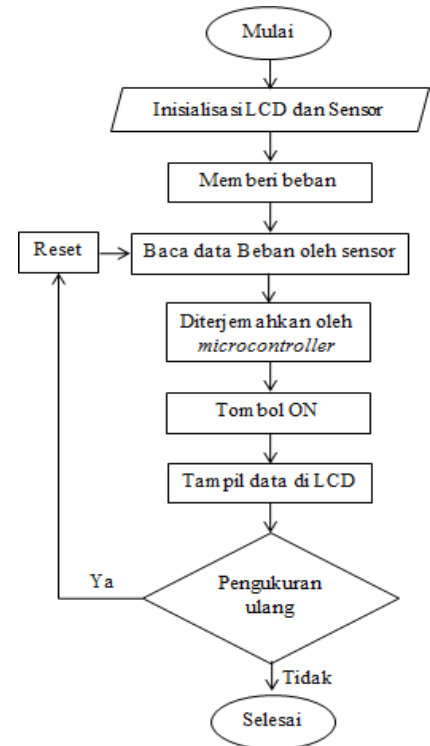 Mulai
Inisialisasi LCD dan Sensor
Memberi beban
Reset
Baca data Beban oleh sensor
Diterjemahkan oleh
microcontroller
Tombol ON
Tampil data di LCD
Ya
Pengukuran
ulang
Tidak
Selesai